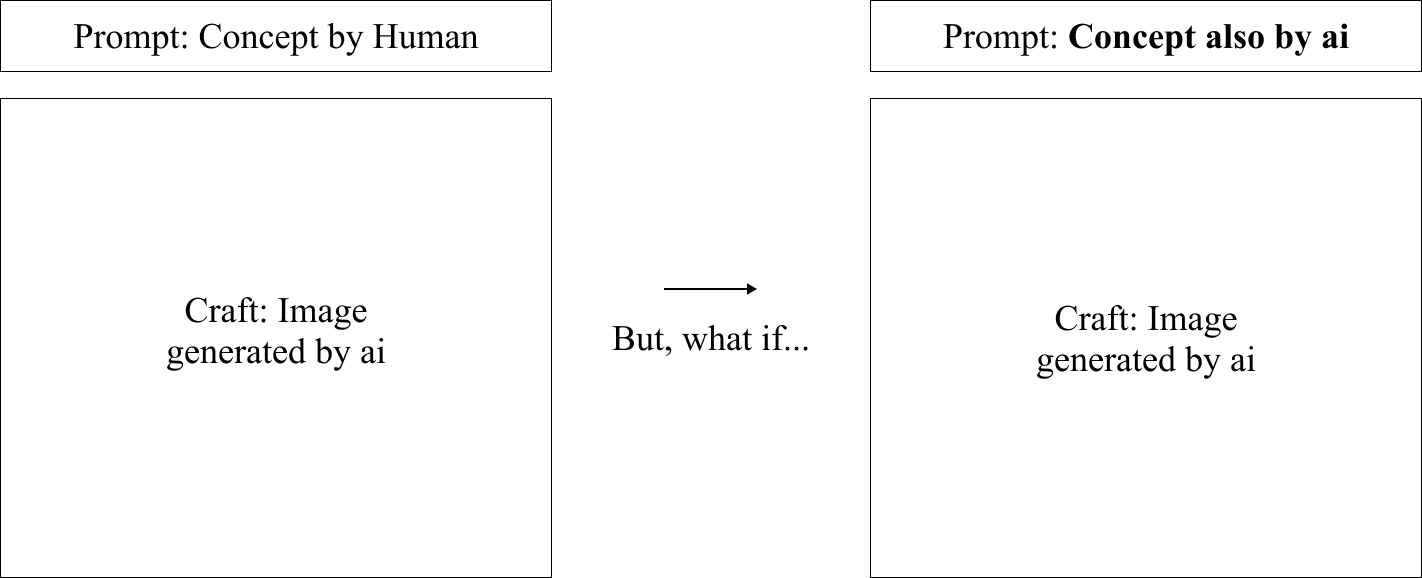 Prompt: Concept by Human
Craft: Image
generated by ai
But, what if...
Prompt: Concept also by ai
Craft: Image
generated by ai